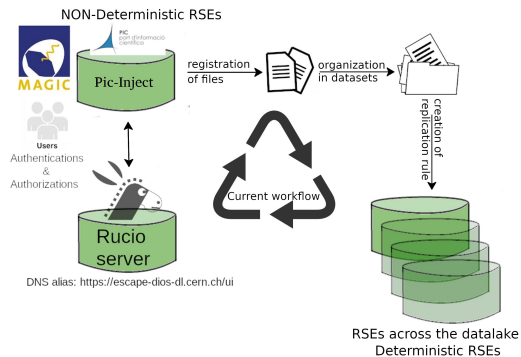 NON-Deterministic RSEs
PIC
port d'informació
científica
MAGIC
Pic-Inject
registration
of files
organization
in datasets
creation of
replication rule
Users
Authentications
&
Authorizations
Current workflow
Rucio
server
DNS alias: https://escape-dios-dl.cern.ch/ui
RSEs across the datalake
Deterministic RSEs